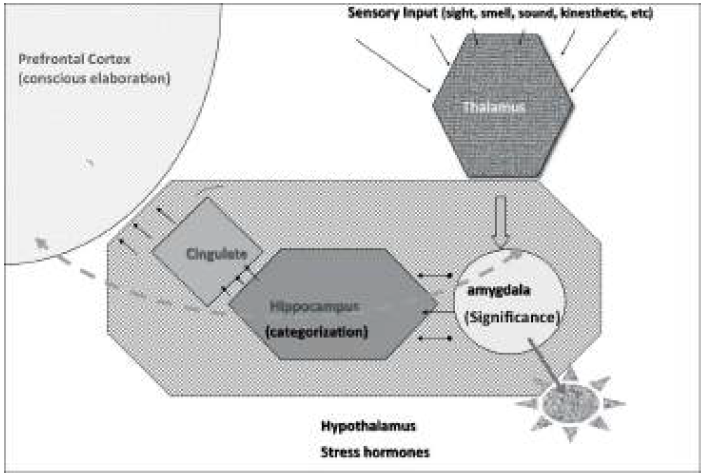 Sensory Input (sight, smell, sound, kinesthetic, etc)
Prefrontal Cortex
(conscious elaboration)
Thalamus
Cingulate
Hippocampus
(categorization)
amygdala
(Significance)
Hypothalamus
Stress hormones